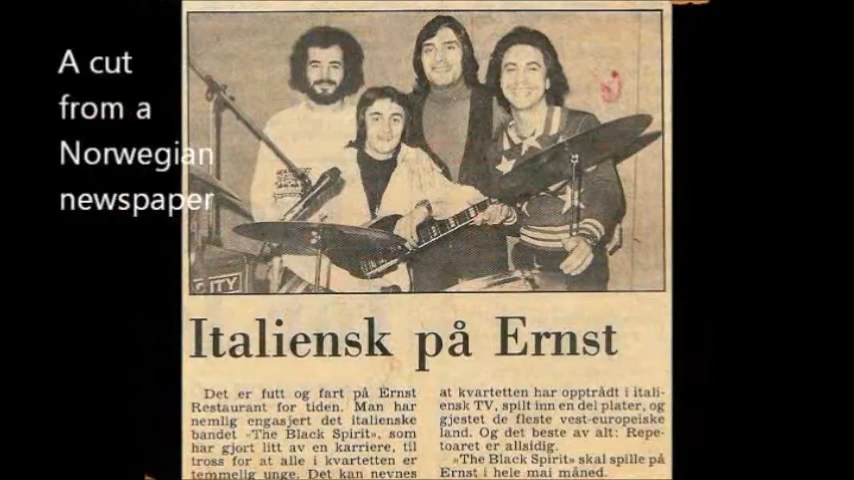 A cut
from a
Norwegian
newspaper
CITY
Italiensk på Ernst
Det er futt og fart på Ernst
Restaurant for tiden. Man har
nemlig engasjert det italienske
bandet «The Black Spirit», som
har gjort litt av en karriere, til
tross for at alle i kvartetten er
temmelig unge. Det kan nevnes
at kvartetten har opptrådt i itali-
ensk TV, spilt inn en del plater, og
gjestet de fleste vest-europeiske
land. Og det beste av alt: Repe-
toaret er allsidig.
«The Black Spirit» skal spille på
Ernst i hele mai måned.